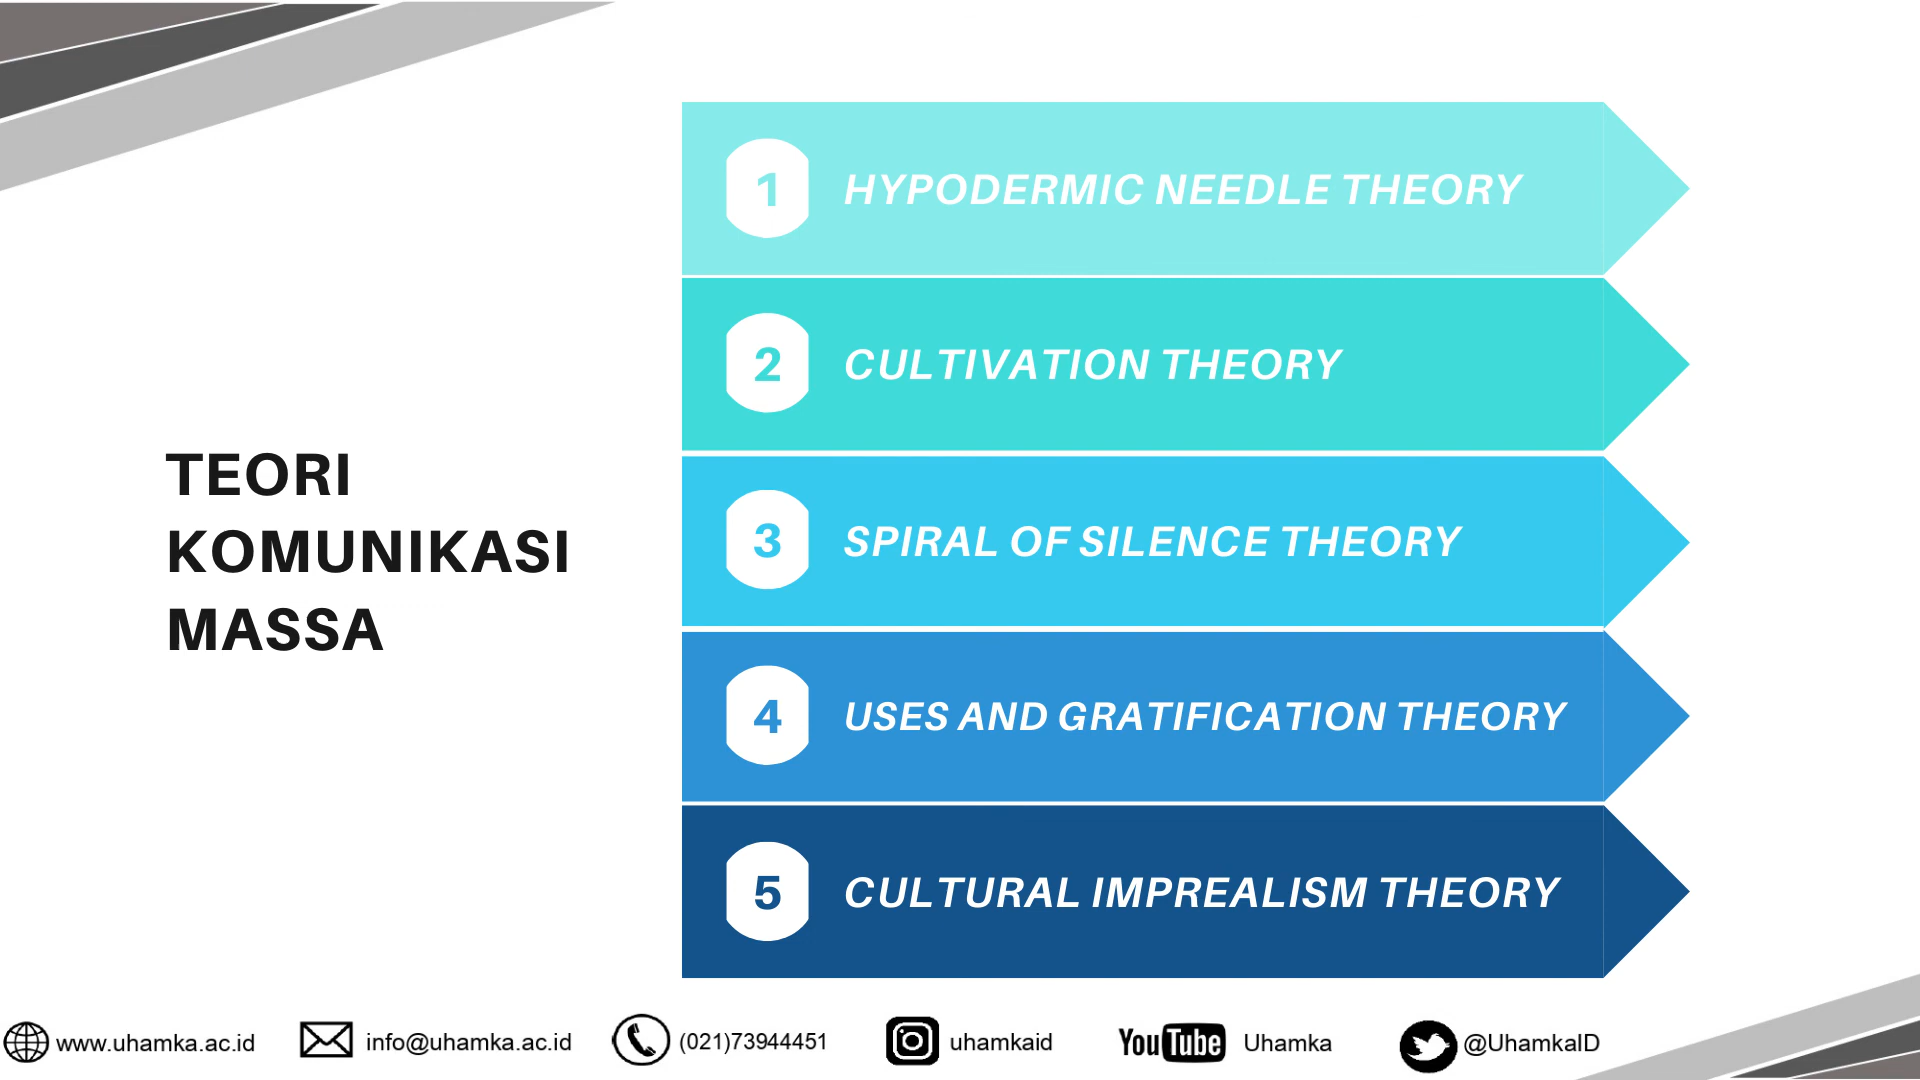 TEORI
KOMUNIKASI
MASSA
1 HYPODERMIC NEEDLE THEORY
2 CULTIVATION THEORY
3 SPIRAL OF SILENCE THEORY
4 USES AND GRATIFICATION THEORY
5 CULTURAL IMPREALISM THEORY
www.uhamka.ac.id info@uhamka.ac.id (021)73944451 uhamkaid YouTube Uhamka @UhamkaID